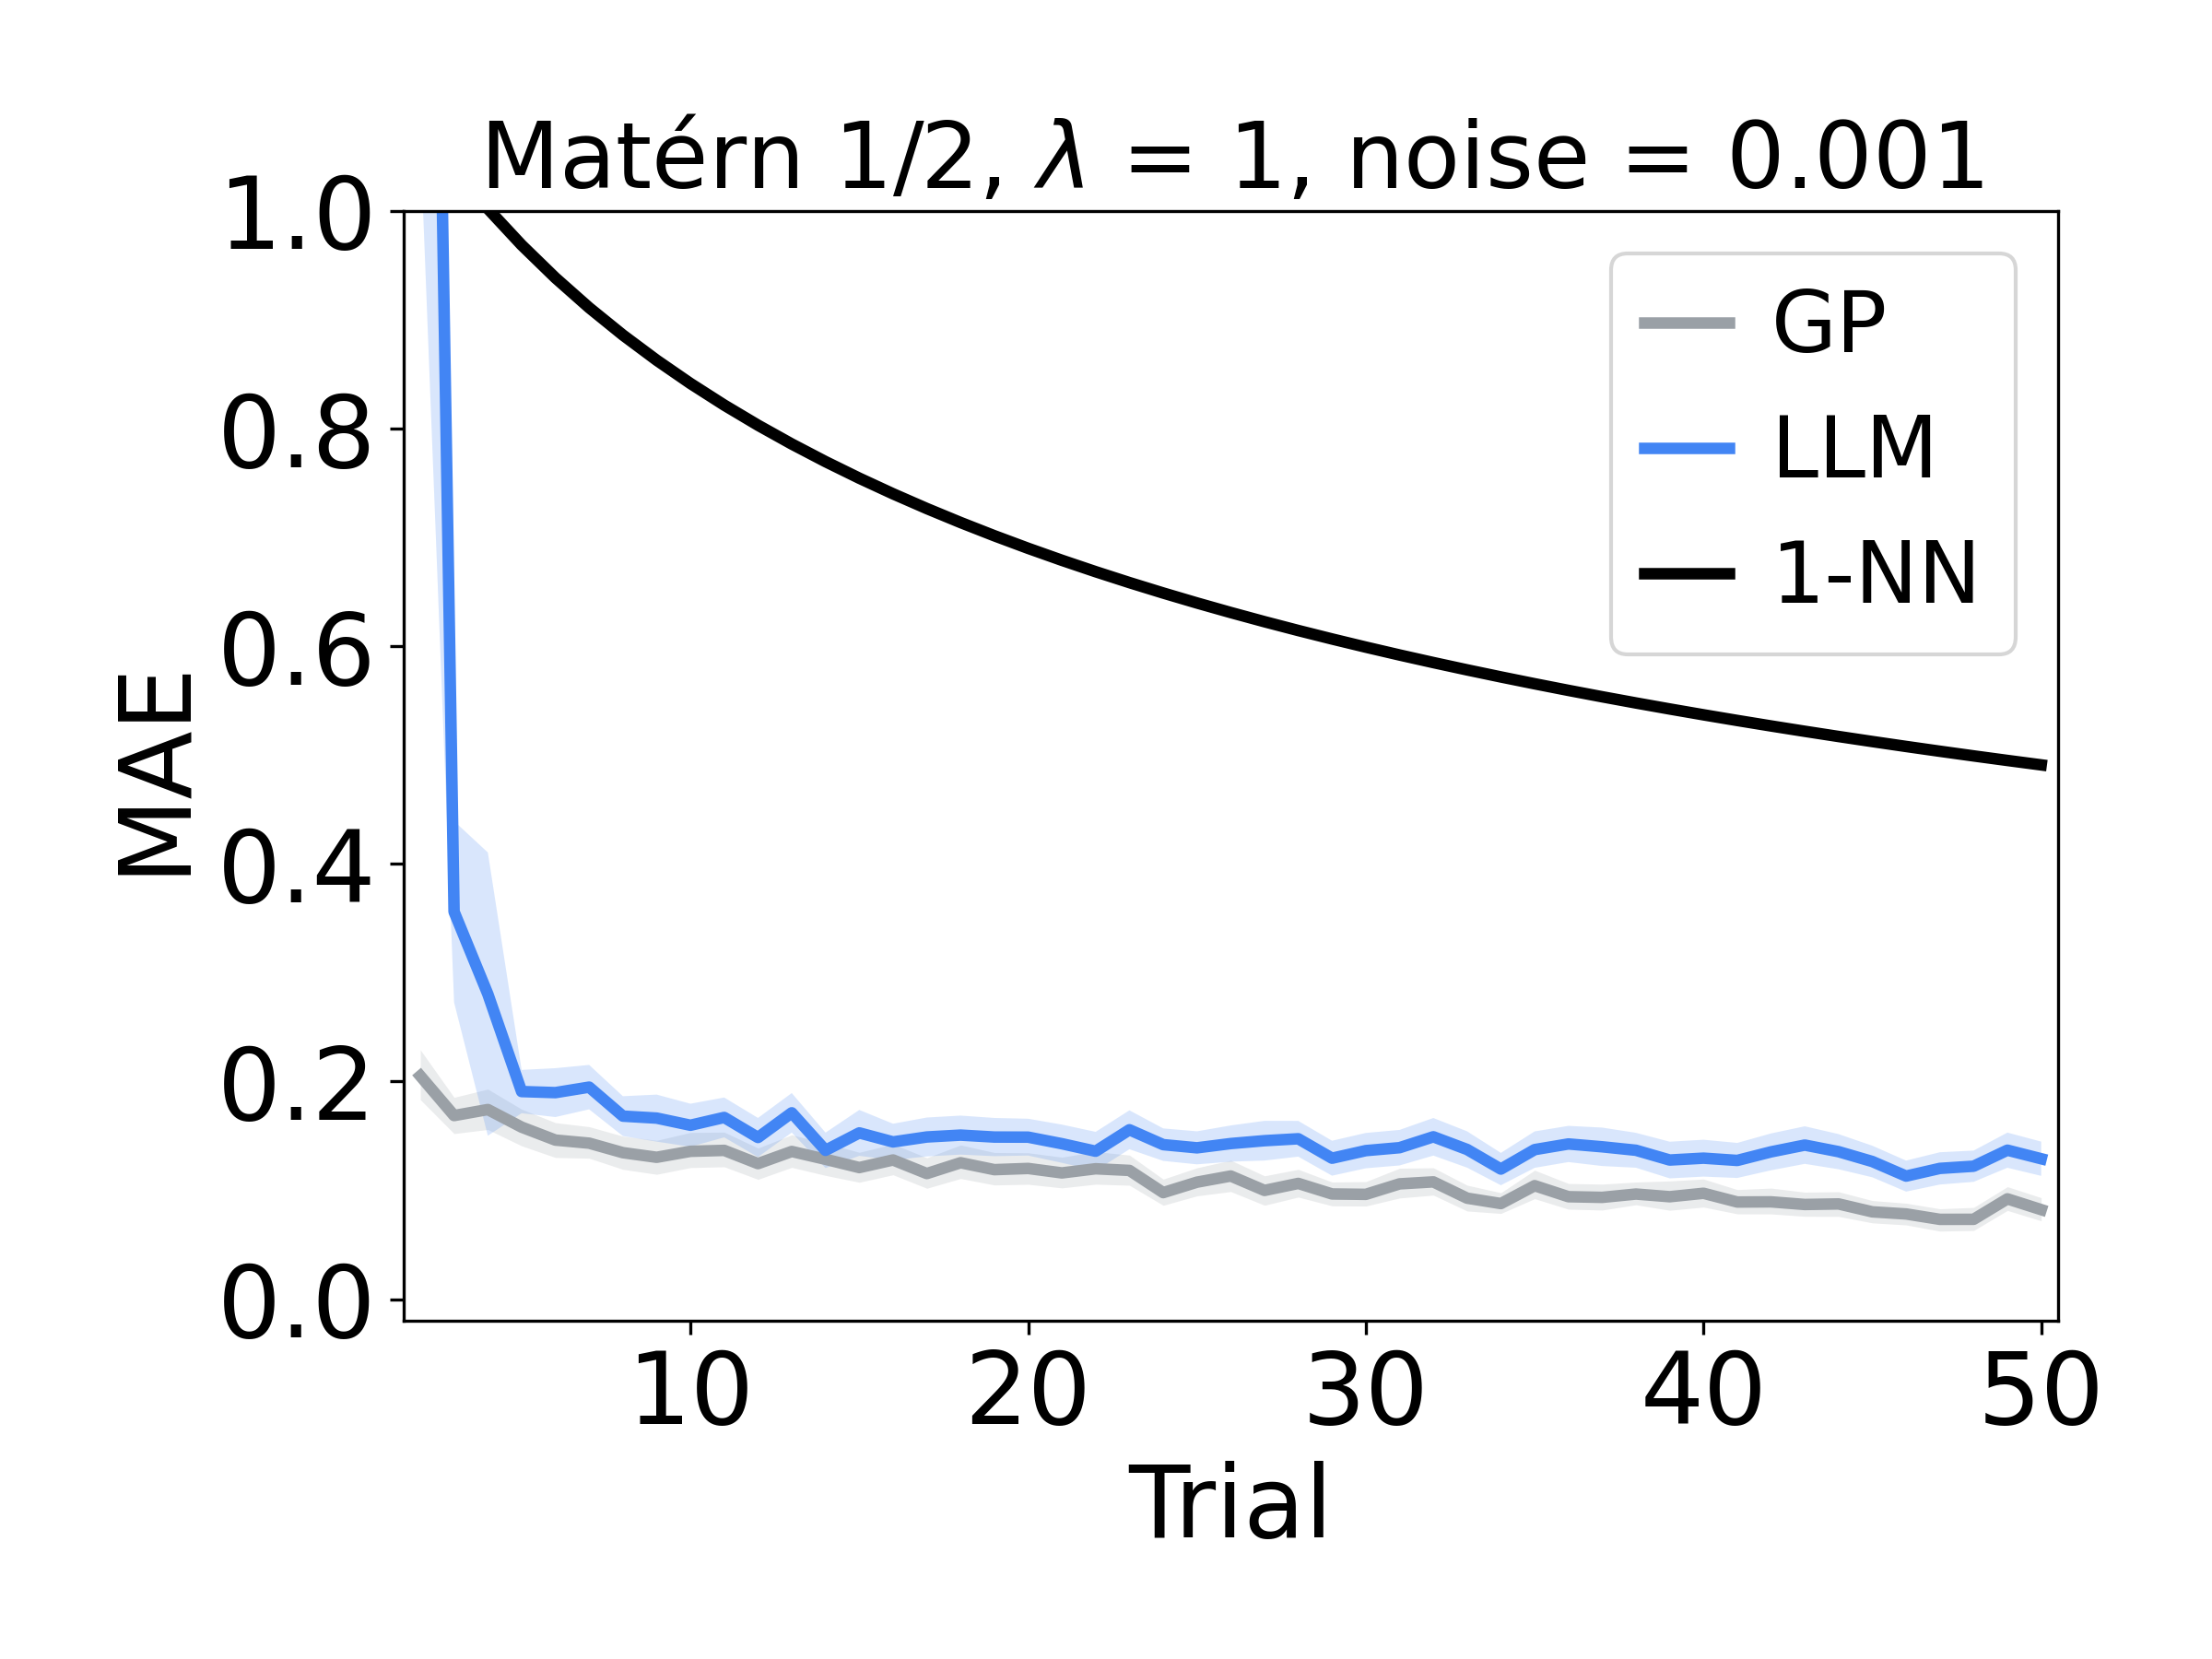 Matérn 1/2, λ = 1, noise = 0.001
MAE
1.0
0.8
0.6
0.4
0.2
0.0
GP
LLM
1-NN
10 20 30 40 50
Trial